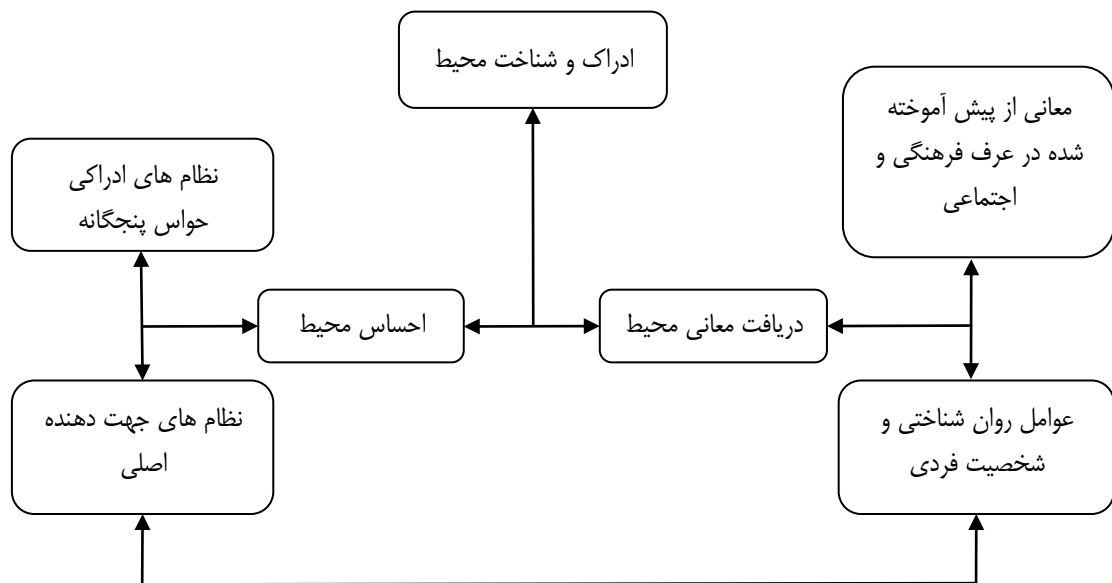 ادراک و شناخت محیط
معانی از پیش آموخته
شده در عرف فرهنگی و
اجتماعی
نظام های ادراکی
حواس پنجگانه
دریافت معانی محیط
احساس محیط
عوامل روان شناختی و
شخصیت فردی
نظام های جهت دهنده
اصلی